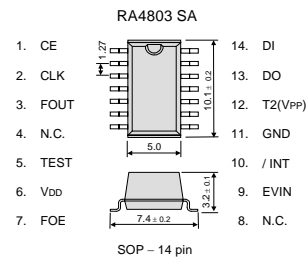 RA4803 SA
1. CE
2. CLK
3. FOUT
4. N.C.
5. TEST
6. VDD
7. FOE
1.27
10.1 ± 0.2
5.0
3.2 ± 0.1
7.4 ± 0.2
14. DI
13. DO
12. T2(VPP)
11. GND
10. / INT
9. EVIN
8. N.C.
SOP − 14 pin